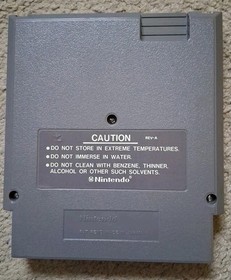 CAUTION REV-A
●DO NOT STORE IN EXTREME TEMPERATURES.
●DO NOT IMMERSE IN WATER.
●DO NOT CLEAN WITH BENZENE, THINNER,
ALCOHOL OR OTHER SUCH SOLVENTS.
®Nintendo